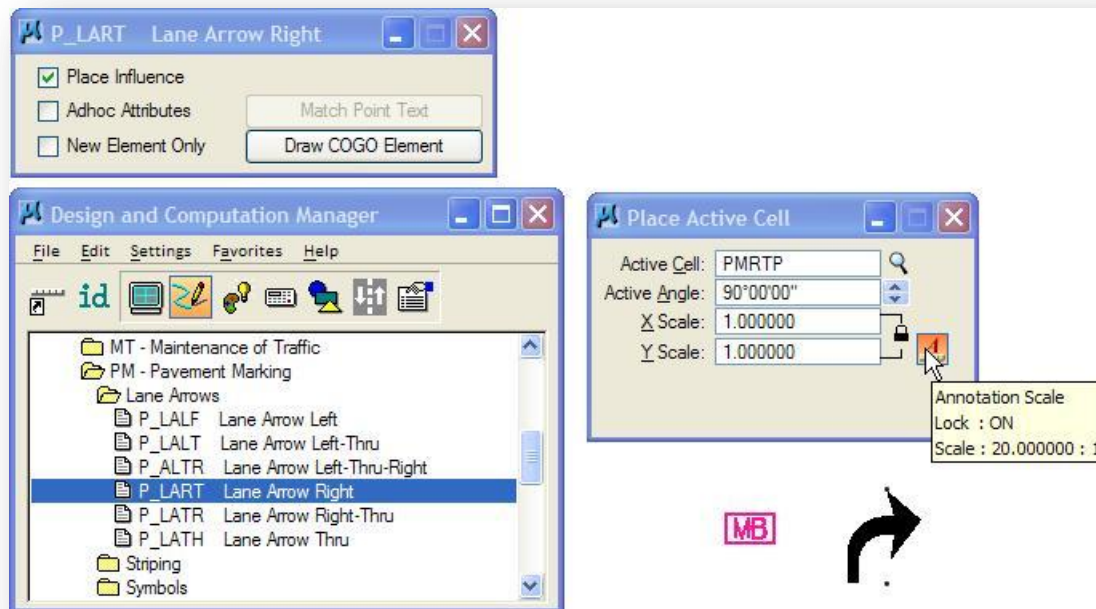 P_LART Lane Arrow Right
Place Influence
Adhoc Attributes
Match Point Text
New Element Only
Draw COGO Element
Design and Computation Manager
File Edit Settings Favorites Help
id
MT - Maintenance of Traffic
PM - Pavement Marking
Lane Arrows
P_LALF Lane Arrow Left
P_LALT Lane Arrow Left-Thru
P_ALTR Lane Arrow Left-Thru-Right
P_LART Lane Arrow Right
P_LATR Lane Arrow Right-Thru
P_LATH Lane Arrow Thru
Striping
Symbols
Place Active Cell
Active Cell: PMRTP
Active Angle: 90°00'00"
X Scale: 1.000000
Y Scale: 1.000000
A
Annotation Scale
Lock : ON
Scale : 20.000000 : 1
MB